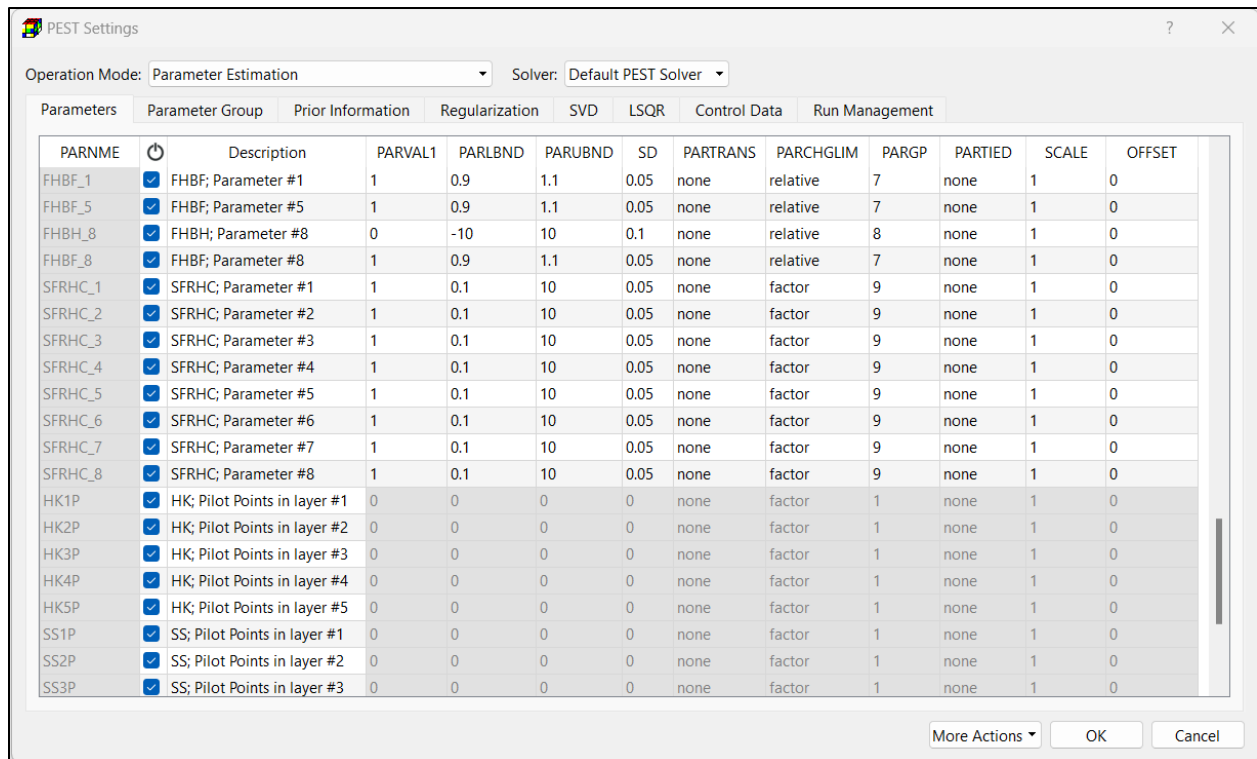 PEST Settings ?
Operation Mode: Parameter Estimation Solver: Default PEST Solver
Parameters Parameter Group Prior Information Regularization SVD LSQR Control Data Run Management
PARNME Description PARVAL1 PARLBND PARUBND SD PARTRANS PARCHGLIM PARGP PARTIED SCALE OFFSET
FHBF_1 FHBF; Parameter #1 1 0.9 1.1 0.05 none relative 7 none 1 0
FHBF_5 FHBF; Parameter #5 1 0.9 1.1 0.05 none relative 7 none 1 0
FHBH_8 FHBH; Parameter #8 0 -10 10 0.1 none relative 8 none 1 0
FHBF_8 FHBF; Parameter #8 1 0.9 1.1 0.05 none relative 7 none 1 0
SFRHC_1 SFRHC; Parameter #1 1 0.1 10 0.05 none factor 9 none 1 0
SFRHC_2 SFRHC; Parameter #2 1 0.1 10 0.05 none factor 9 none 1 0
SFRHC_3 SFRHC; Parameter #3 1 0.1 10 0.05 none factor 9 none 1 0
SFRHC_4 SFRHC; Parameter #4 1 0.1 10 0.05 none factor 9 none 1 0
SFRHC_5 SFRHC; Parameter #5 1 0.1 10 0.05 none factor 9 none 1 0
SFRHC_6 SFRHC; Parameter #6 1 0.1 10 0.05 none factor 9 none 1 0
SFRHC_7 SFRHC; Parameter #7 1 0.1 10 0.05 none factor 9 none 1 0
SFRHC_8 SFRHC; Parameter #8 1 0.1 10 0.05 none factor 9 none 1 0
HK1P HK; Pilot Points in layer #1 0 0 0 0 none factor 1 none 1 0
HK2P HK; Pilot Points in layer #2 0 0 0 0 none factor 1 none 1 0
HK3P HK; Pilot Points in layer #3 0 0 0 0 none factor 1 none 1 0
HK4P HK; Pilot Points in layer #4 0 0 0 0 none factor 1 none 1 0
HK5P HK; Pilot Points in layer #5 0 0 0 0 none factor 1 none 1 0
SS1P SS; Pilot Points in layer #1 0 0 0 0 none factor 1 none 1 0
SS2P SS; Pilot Points in layer #2 0 0 0 0 none factor 1 none 1 0
SS3P SS; Pilot Points in layer #3 0 0 0 0 none factor 1 none 1 0
More Actions OK Cancel